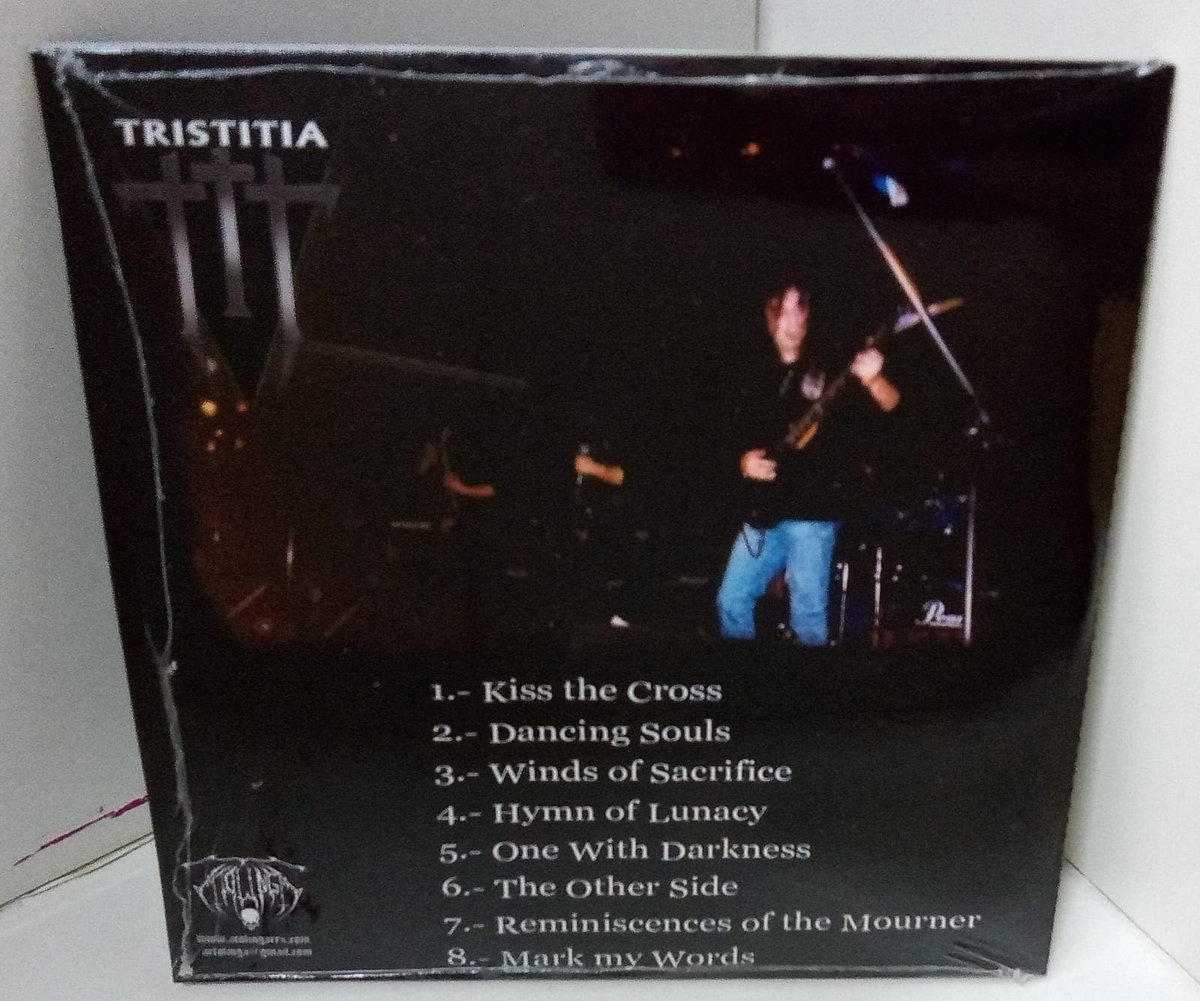 TRISTITIA
Pearl
1.- Kiss the Cross
2.- Dancing Souls
3.- Winds of Sacrifice
4.- Hymn of Lunacy
5.- One With Darkness
6.- The Other Side
7.- Reminiscences of the Mourner
8.- Mark my Words